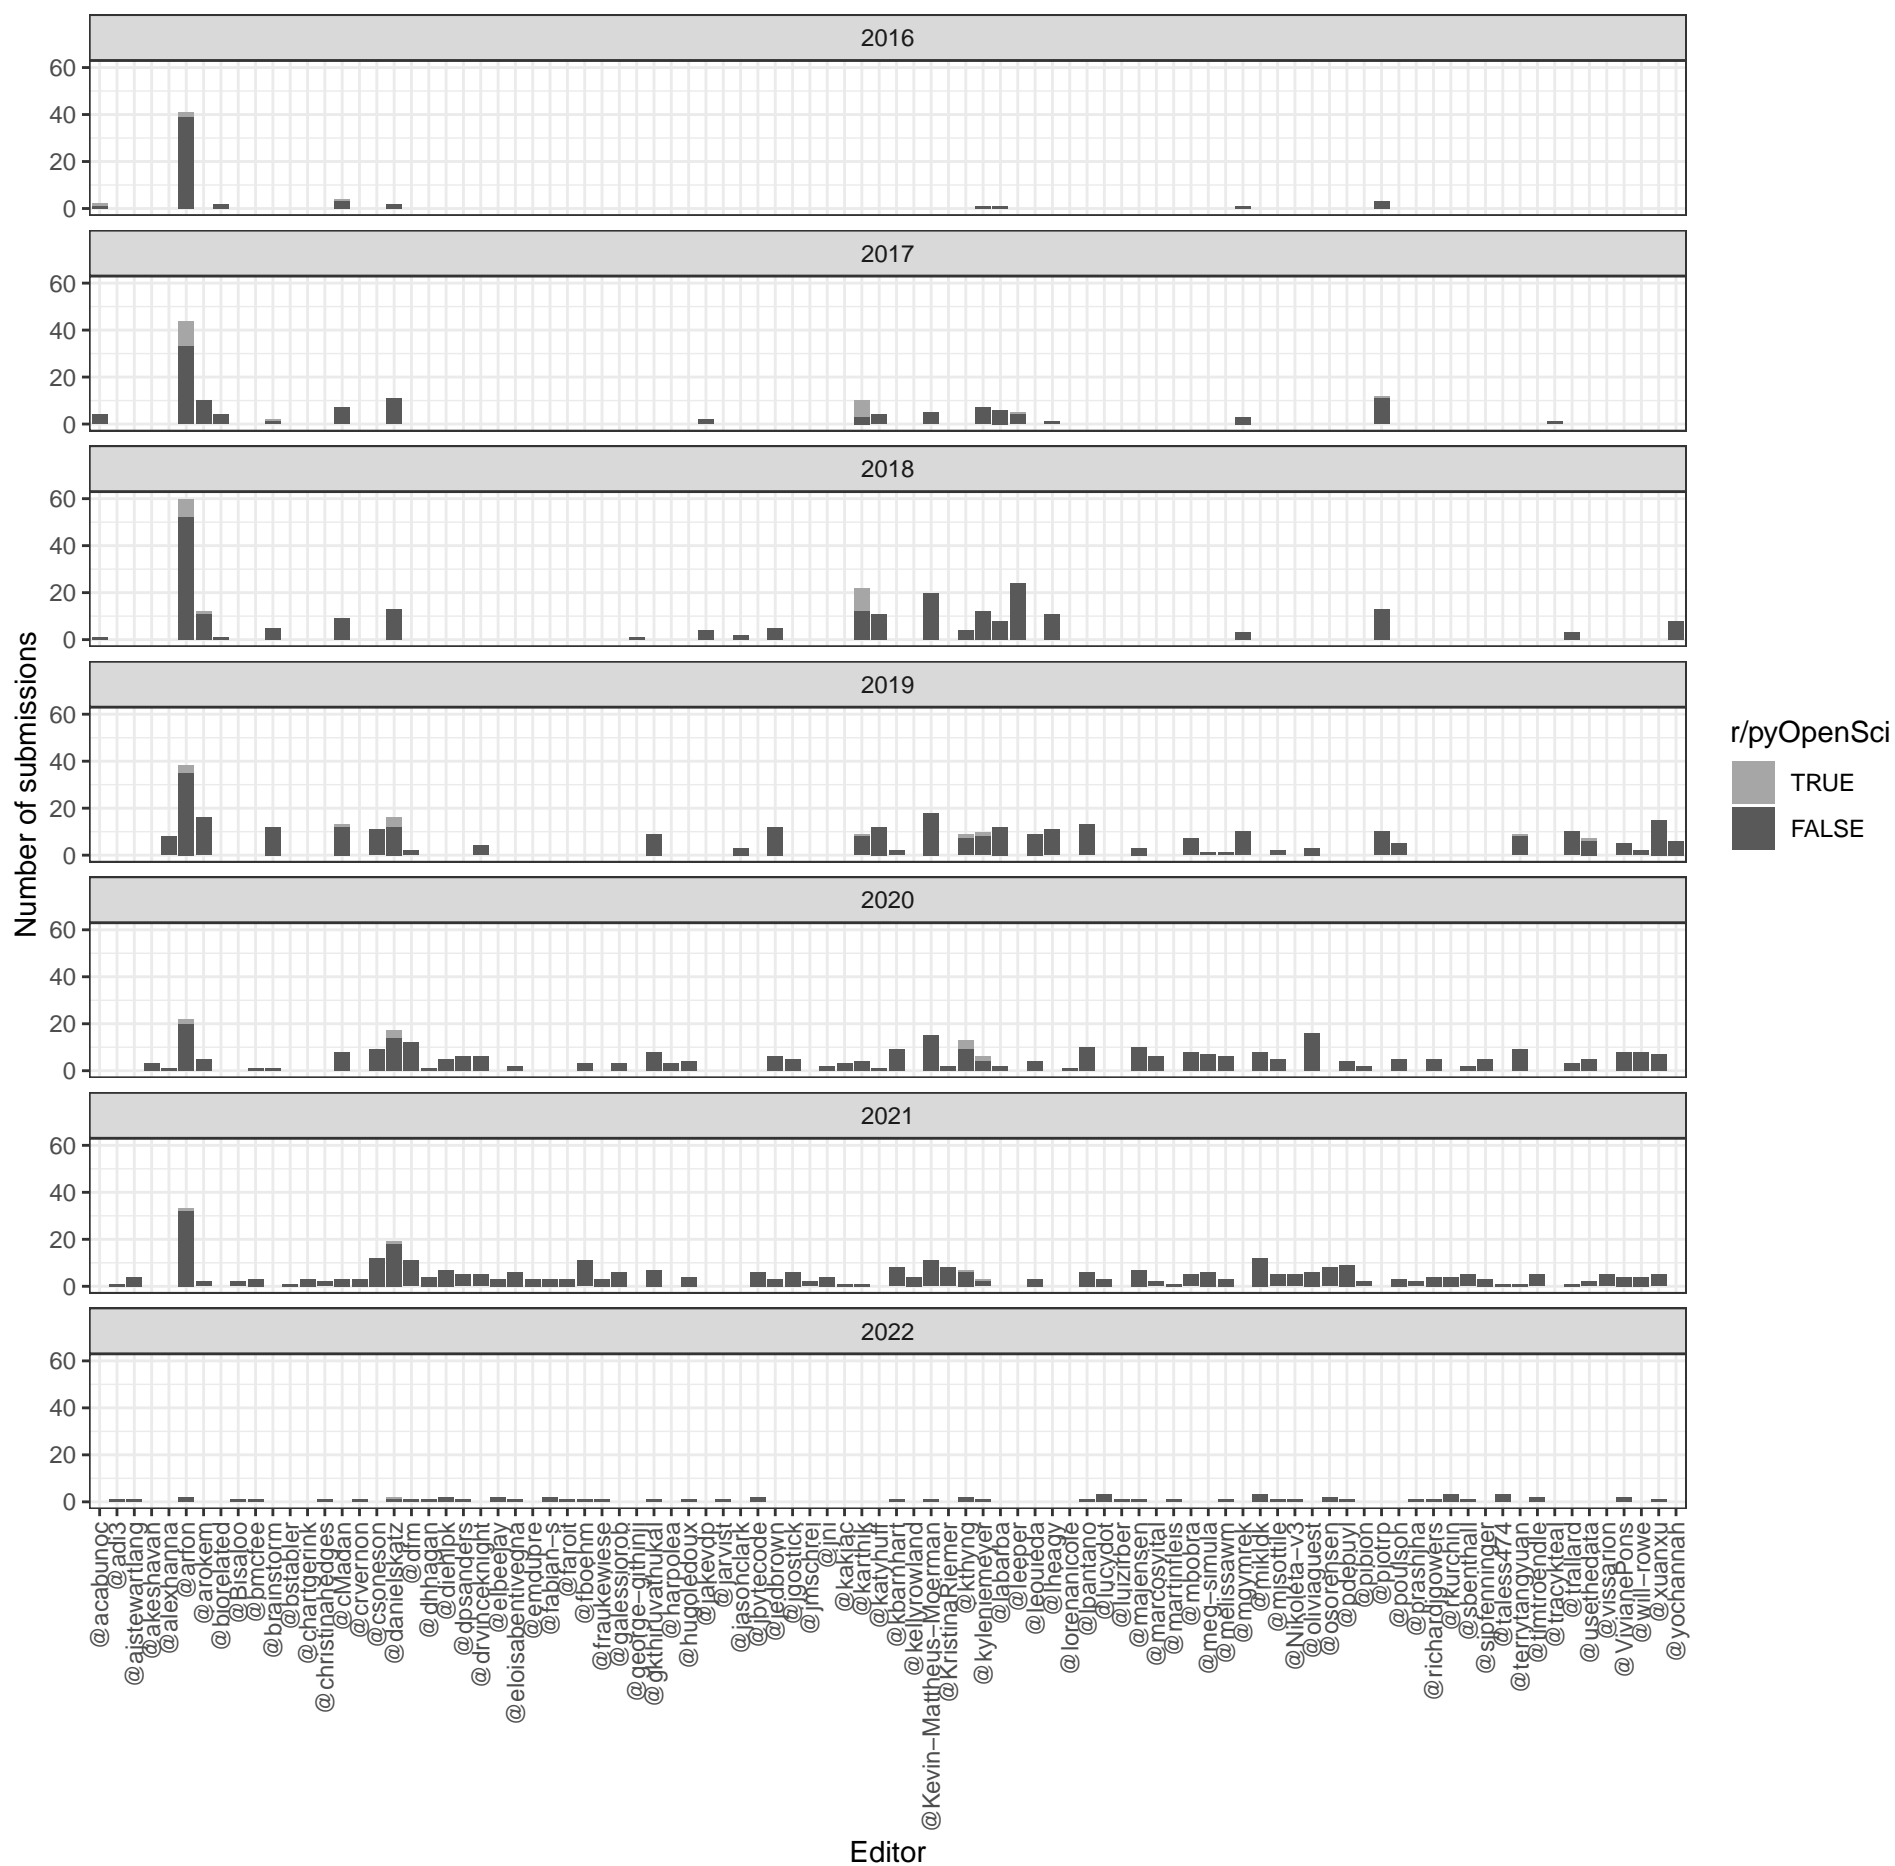 2016
60
40
20
0
2017
60
40
20
0
2018
60
40
20
0
2019
60
40
20
0
2020
60
40
20
0
2021
60
40
20
0
2022
60
40
20
0
Number of submissions
@acabunoc
@adi3
@ajstewartlang
@akeshavan
@alexhanna
@arfon
@arokem
@biorelated
@Bisaloo
@bmcfee
@brainstorm
@bstabler
@chartgerink
@christinahedges
@cMadan
@crvernon
@csoneson
@danielskatz
@dfm
@dhhagan
@diehlpk
@dpsanders
@drvinceknight
@elbeejay
@eloisabentivegna
@emdupre
@fabian-s
@faroit
@fboehm
@fraukewiese
@galessiorob
@george-githinji
@gkthiruvathukal
@harpolea
@hugoledoux
@jakevdp
@jarvist
@jasonclark
@jbytecode
@jedbrown
@jgostick
@jmschrei
@jni
@kakiac
@karthik
@katyhuff
@kbarnhart
@kellyrowland
@Kevin-Mattheus-Moerman
@KristinaRiemer
@kthyng
@kyleniemeyer
@labarba
@leeper
@leouieda
@lheagy
@lorenanicole
@lpantano
@lucydot
@luizirber
@majensen
@marcosvital
@martinfleis
@mbobra
@meg-simula
@melissawm
@mgymrek
@mikldk
@mjsottile
@Nikoleta-v3
@oliviaguest
@osorensen
@pdebuyl
@pibion
@pjotrp
@poulson
@prashjha
@richardjgowers
@rkurchin
@sbenthall
@sjpfenninger
@taless474
@terrytangyuan
@timtroendle
@tracykteal
@trallard
@usethedata
@vissarion
@VivianePons
@will-rowe
@xuanxu
@yochannah
Editor
r/pyOpenSci
TRUE
FALSE